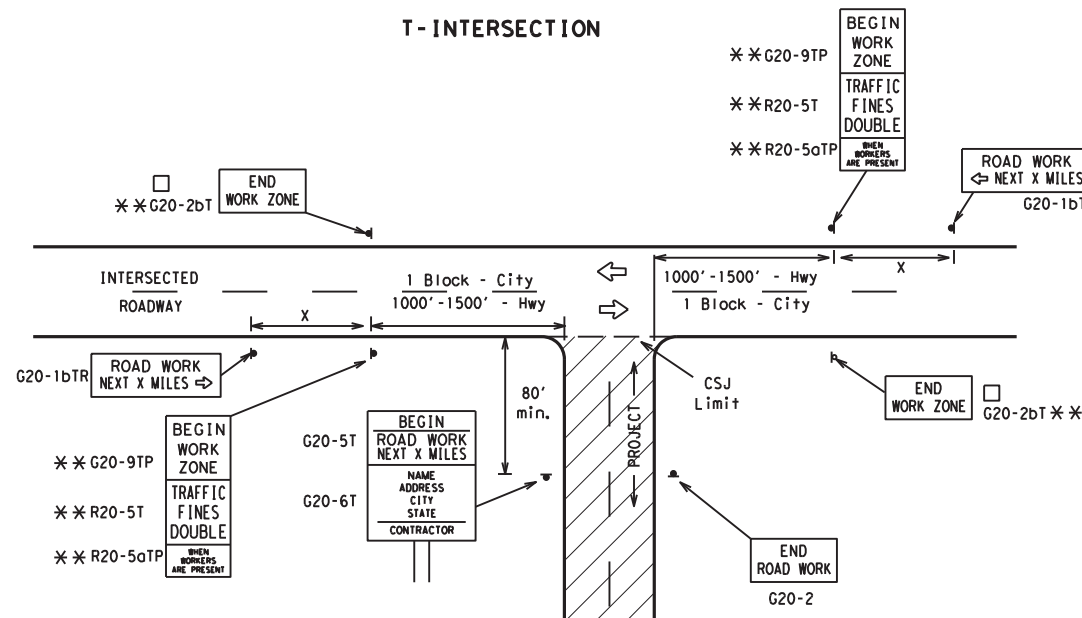 T-INTERSECTION
BEGIN
WORK
ZONE
TRAFFIC
FINES
DOUBLE
WHEN
WORKERS
ARE PRESENT
**G20-9TP
**R20-5T
**R20-5aTP
ROAD WORK
⇦ NEXT X MILES
G20-1bT
END
WORK ZONE
□
**G20-2bT
INTERSECTED
ROADWAY
1 Block - City
1000'-1500' - Hwy
1000'-1500' - Hwy
1 Block - City
X
X
G20-1bTR
ROAD WORK
NEXT X MILES ⇨
80'
min.
CSJ
Limit
PROJECT
END
WORK ZONE
□
G20-2bT **
**G20-9TP
**R20-5T
**R20-5aTP
BEGIN
WORK
ZONE
TRAFFIC
FINES
DOUBLE
WHEN
WORKERS
ARE PRESENT
G20-5T
G20-6T
BEGIN
ROAD WORK
NEXT X MILES
NAME
ADDRESS
CITY
STATE
CONTRACTOR
END
ROAD WORK
G20-2